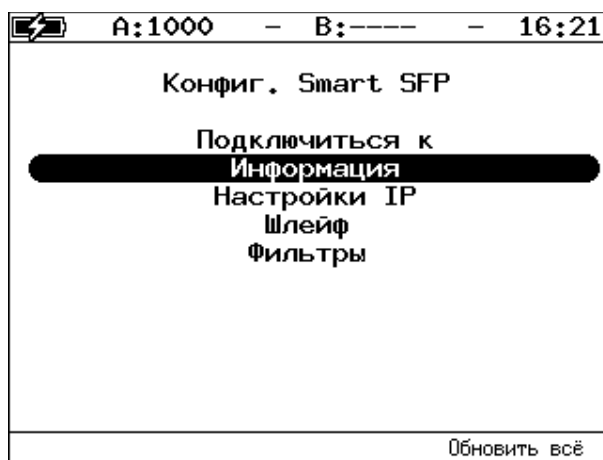 A:1000 – B:---- – 16:21
Конфиг. Smart SFP
Подключиться к
Информация
Настройки IP
Шлейф
Фильтры
Обновить всё